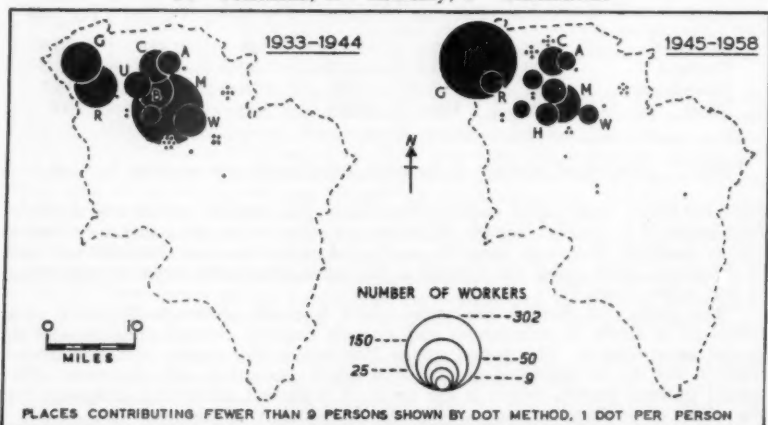 1933–1944
G
C
A
U
M
B
R
W
1945–1958
C
A
G
R
M
H
W
N
NUMBER OF WORKERS
302
150
50
25
9
0 10
MILES
PLACES CONTRIBUTING FEWER THAN 9 PERSONS SHOWN BY DOT METHOD, 1 DOT PER PERSON